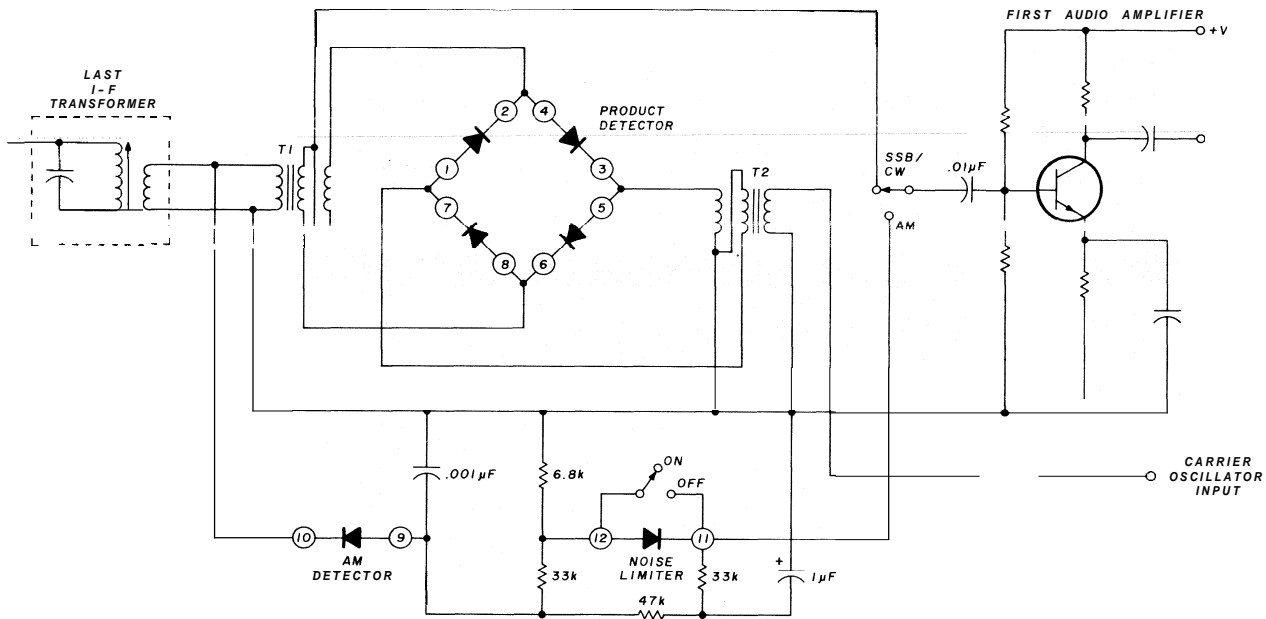 FIRST AUDIO AMPLIFIER
+V
LAST
I-F
TRANSFORMER
PRODUCT
DETECTOR
2
4
T1
1
3
T2
SSB/
CW
.01µF
7
5
AM
8
6
.001µF
6.8k
ON
OFF
CARRIER
OSCILLATOR
INPUT
10
9
12
11
AM
DETECTOR
33k
NOISE
LIMITER
33k
+
1µF
47k